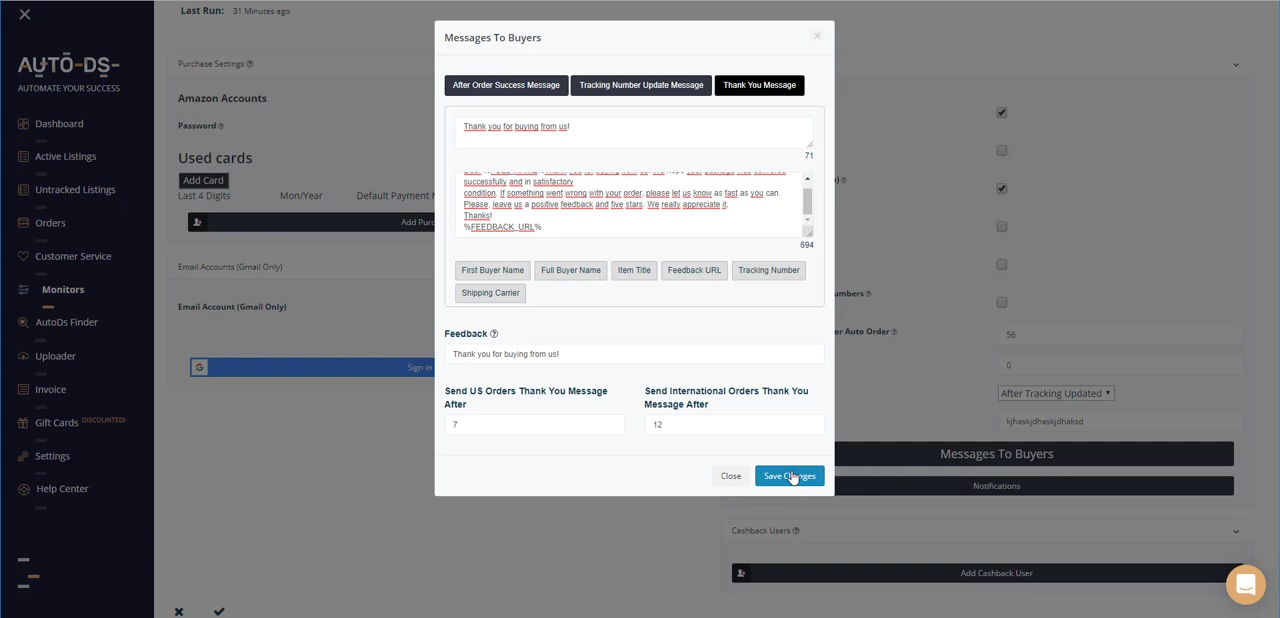 Last Run: 31 Minutes ago
AUTO-DS-
AUTOMATE YOUR SUCCESS
Dashboard
Active Listings
Untracked Listings
Orders
Customer Service
Monitors
AutoDs Finder
Uploader
Invoice
Gift Cards DISCOUNTED!
Settings
Help Center
Purchase Settings
Amazon Accounts
Password
Used cards
Add Card
Last 4 Digits Mon/Year Default Payment
Email Accounts (Gmail Only)
Email Account (Gmail Only)
Sign in
Messages To Buyers
After Order Success Message Tracking Number Update Message Thank You Message
Thank you for buying from us!
71
successfully and in satisfactory
condition. If something went wrong with your order, please let us know as fast as you can.
Please, leave us a positive feedback and five stars. We really appreciate it.
Thanks!
%FEEDBACK_URL%
694
First Buyer Name Full Buyer Name Item Title Feedback URL Tracking Number
Shipping Carrier
Feedback
Thank you for buying from us!
Send US Orders Thank You Message After
Send International Orders Thank You Message After
7 12
Close Save Changes
or Auto Order
56
0
After Tracking Updated
kjhaskjdhaskjdhaksd
Messages To Buyers
Notifications
Cashback Users
Add Cashback User